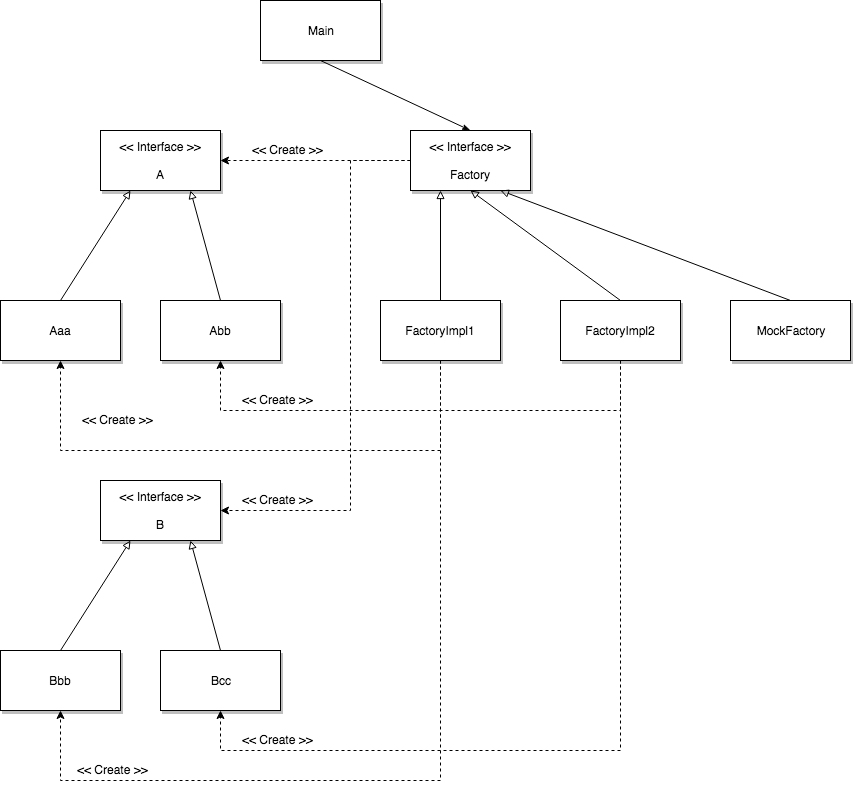 Main
<< Interface >>
A
<< Create >>
<< Interface >>
Factory
Aaa
Abb
FactoryImpl1
FactoryImpl2
MockFactory
<< Create >>
<< Create >>
<< Interface >>
B
<< Create >>
Bbb
Bcc
<< Create >>
<< Create >>